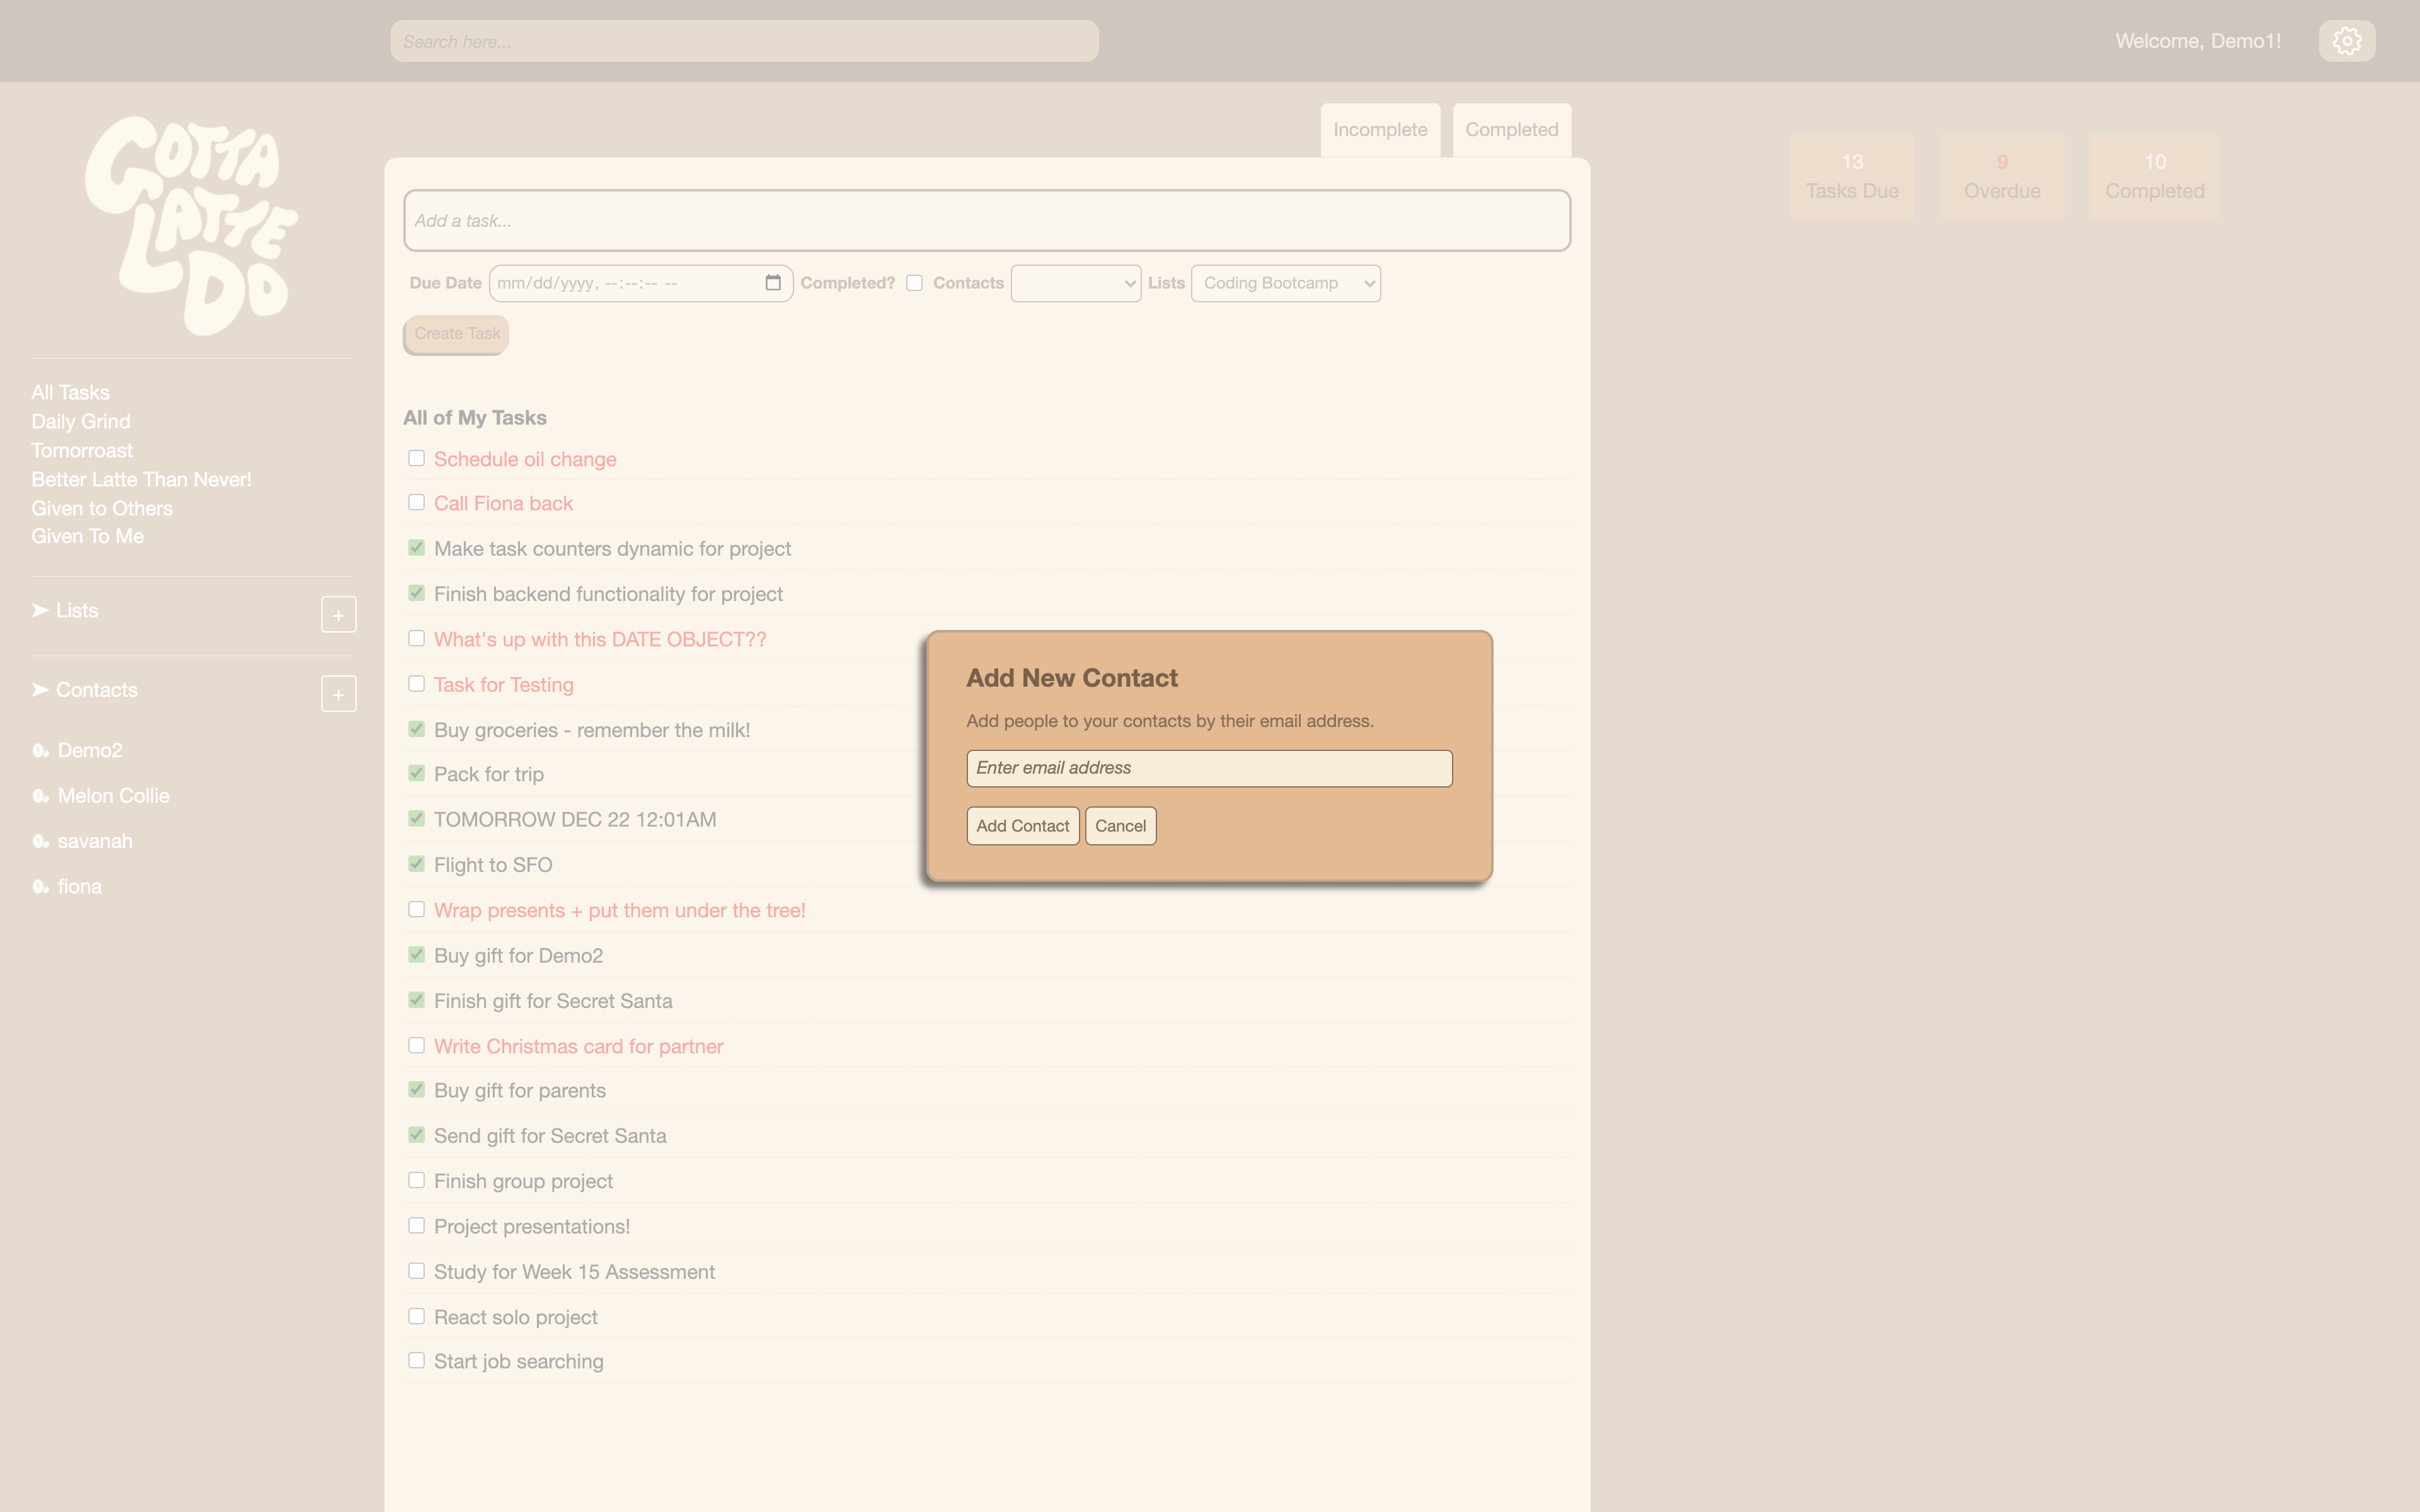 Search here...
Welcome, Demo1!
GOTTA
LATTE
DO
All Tasks
Daily Grind
Tomorroast
Better Latte Than Never!
Given to Others
Given To Me
Lists
+
Contacts
+
Demo2
Melon Collie
savanah
fiona
Incomplete
Completed
Add a task...
Due Date mm/dd/yyyy, --:--:-- -- Completed? Contacts Lists Coding Bootcamp
Create Task
All of My Tasks
Schedule oil change
Call Fiona back
Make task counters dynamic for project
Finish backend functionality for project
What's up with this DATE OBJECT??
Task for Testing
Buy groceries - remember the milk!
Pack for trip
TOMORROW DEC 22 12:01AM
Flight to SFO
Wrap presents + put them under the tree!
Buy gift for Demo2
Finish gift for Secret Santa
Write Christmas card for partner
Buy gift for parents
Send gift for Secret Santa
Finish group project
Project presentations!
Study for Week 15 Assessment
React solo project
Start job searching
Add New Contact
Add people to your contacts by their email address.
Enter email address
Add Contact
Cancel
13
Tasks Due
9
Overdue
10
Completed